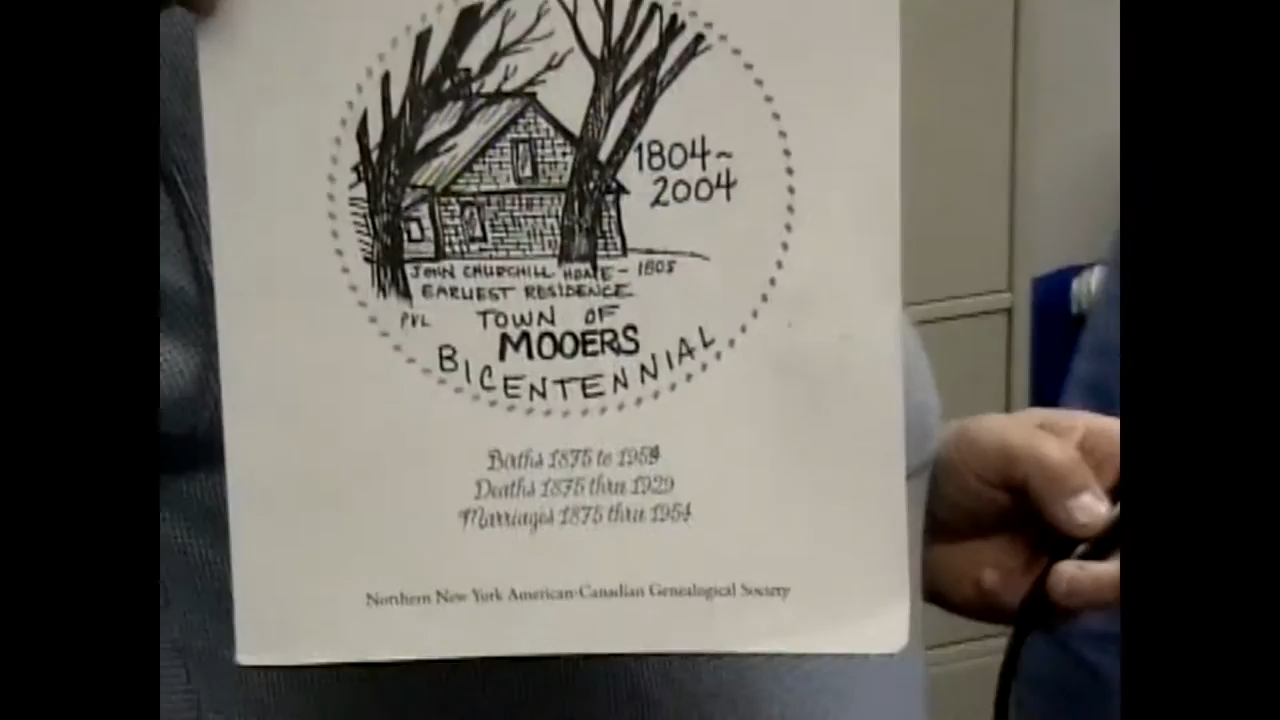 1804~
2004
JOHN CHURCHILL HOME - 1805
EARLIEST RESIDENCE
PVL
TOWN OF
MOOERS
BICENTENNIAL
Births 1875 to 1954
Deaths 1875 thru 1929
Marriages 1875 thru 1954
Northern New York American-Canadian Genealogical Society